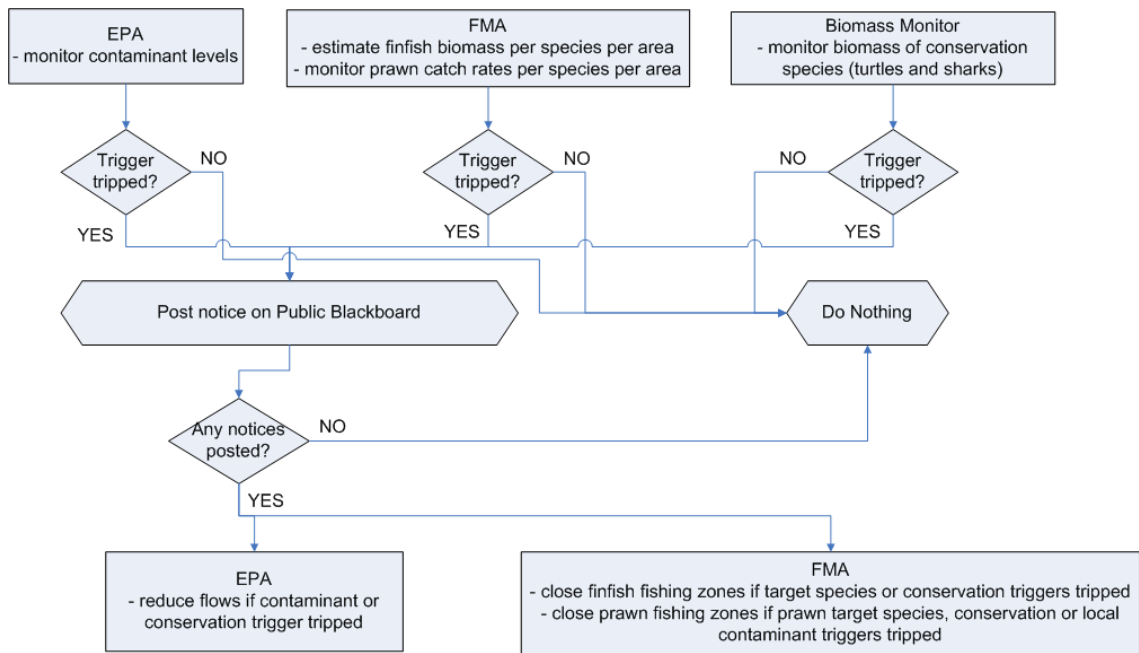 EPA
- monitor contaminant levels
FMA
- estimate finfish biomass per species per area
- monitor prawn catch rates per species per area
Biomass Monitor
- monitor biomass of conservation
species (turtles and sharks)
Trigger
tripped?
NO
YES
Trigger
tripped?
NO
YES
NO
Trigger
tripped?
YES
Post notice on Public Blackboard
Do Nothing
Any notices
posted?
NO
YES
EPA
- reduce flows if contaminant or
conservation trigger tripped
FMA
- close finfish fishing zones if target species or conservation triggers tripped
- close prawn fishing zones if prawn target species, conservation or local
contaminant triggers tripped